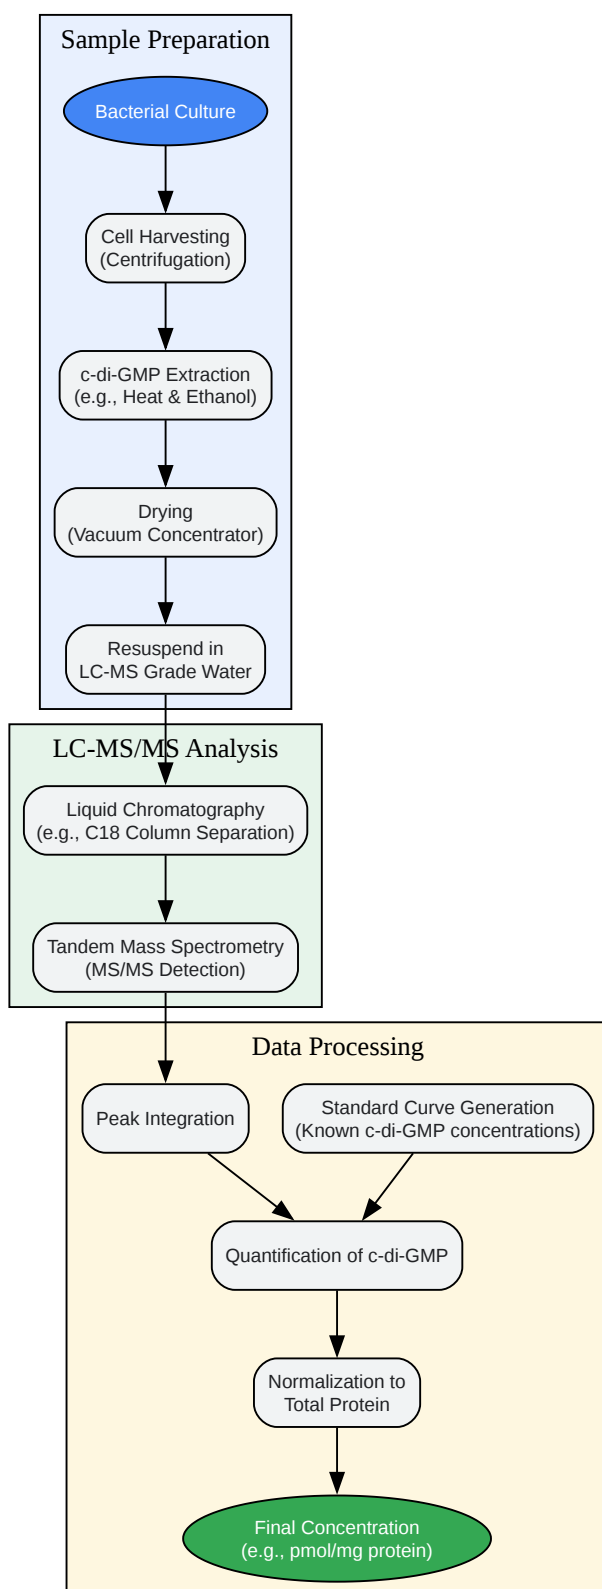 Sample Preparation
Bacterial Culture
Cell Harvesting
(Centrifugation)
c-di-GMP Extraction
(e.g., Heat & Ethanol)
Drying
(Vacuum Concentrator)
Resuspend in
LC-MS Grade Water
LC-MS/MS Analysis
Liquid Chromatography
(e.g., C18 Column Separation)
Tandem Mass Spectrometry
(MS/MS Detection)
Data Processing
Peak Integration
Standard Curve Generation
(Known c-di-GMP concentrations)
Quantification of c-di-GMP
Normalization to
Total Protein
Final Concentration
(e.g., pmol/mg protein)